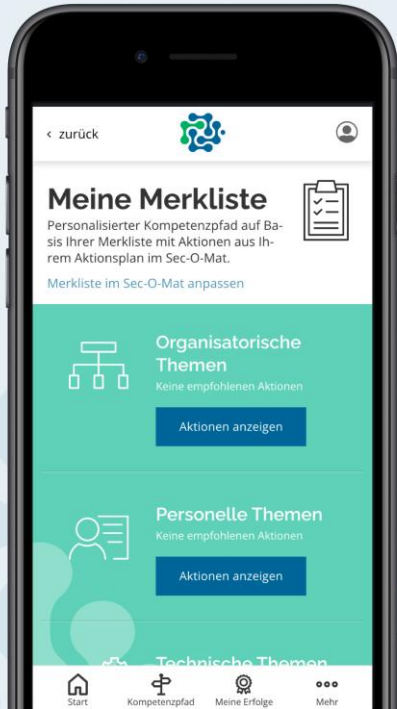 ‹ zurück
Meine Merkliste
Personalisierter Kompetenzpfad auf Ba-
sis Ihrer Merkliste mit Aktionen aus Ih-
rem Aktionsplan im Sec-O-Mat.
Merkliste im Sec-O-Mat anpassen
Organisatorische
Themen
Keine empfohlenen Aktionen
Aktionen anzeigen
Personelle Themen
Keine empfohlenen Aktionen
Aktionen anzeigen
Technische Themen
Start Kompetenzpfad Meine Erfolge Mehr